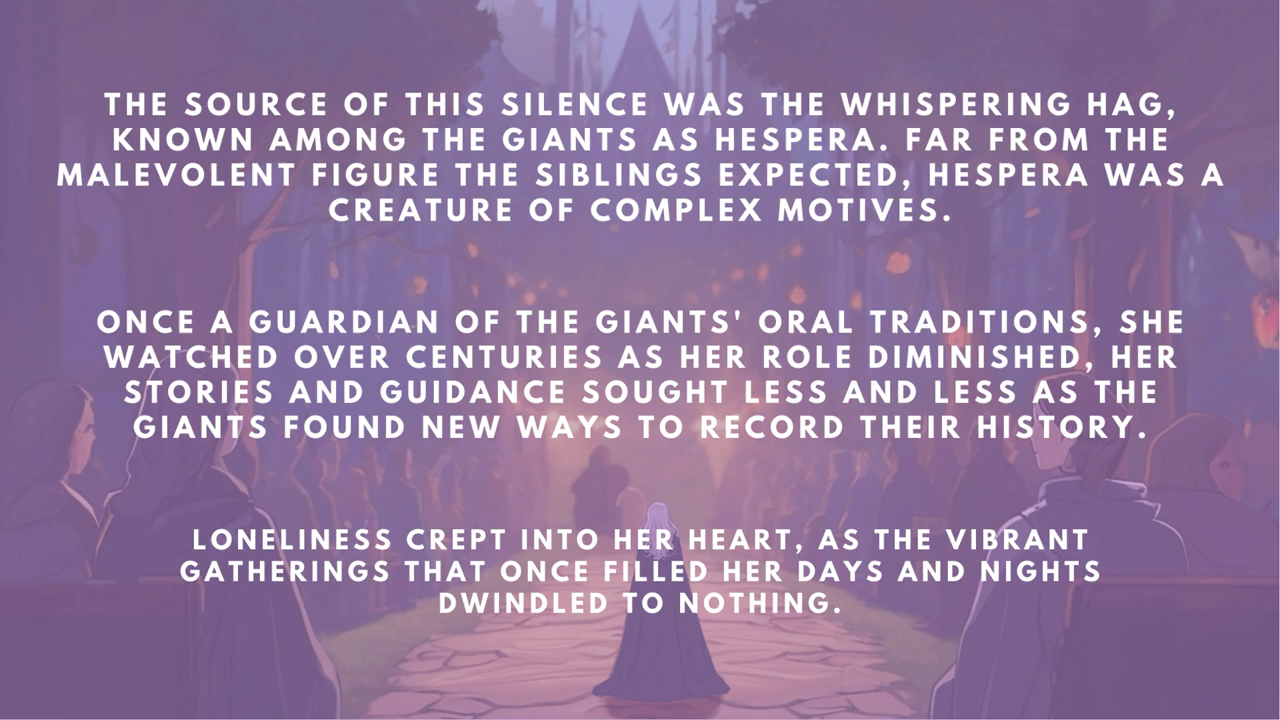 THE SOURCE OF THIS SILENCE WAS THE WHISPERING HAG,
KNOWN AMONG THE GIANTS AS HESPERA. FAR FROM THE
MALEVOLENT FIGURE THE SIBLINGS EXPECTED, HESPERA WAS A
CREATURE OF COMPLEX MOTIVES.
ONCE A GUARDIAN OF THE GIANTS' ORAL TRADITIONS, SHE
WATCHED OVER CENTURIES AS HER ROLE DIMINISHED, HER
STORIES AND GUIDANCE SOUGHT LESS AND LESS AS THE
GIANTS FOUND NEW WAYS TO RECORD THEIR HISTORY.
LONELINESS CREPT INTO HER HEART, AS THE VIBRANT
GATHERINGS THAT ONCE FILLED HER DAYS AND NIGHTS
DWINDLED TO NOTHING.